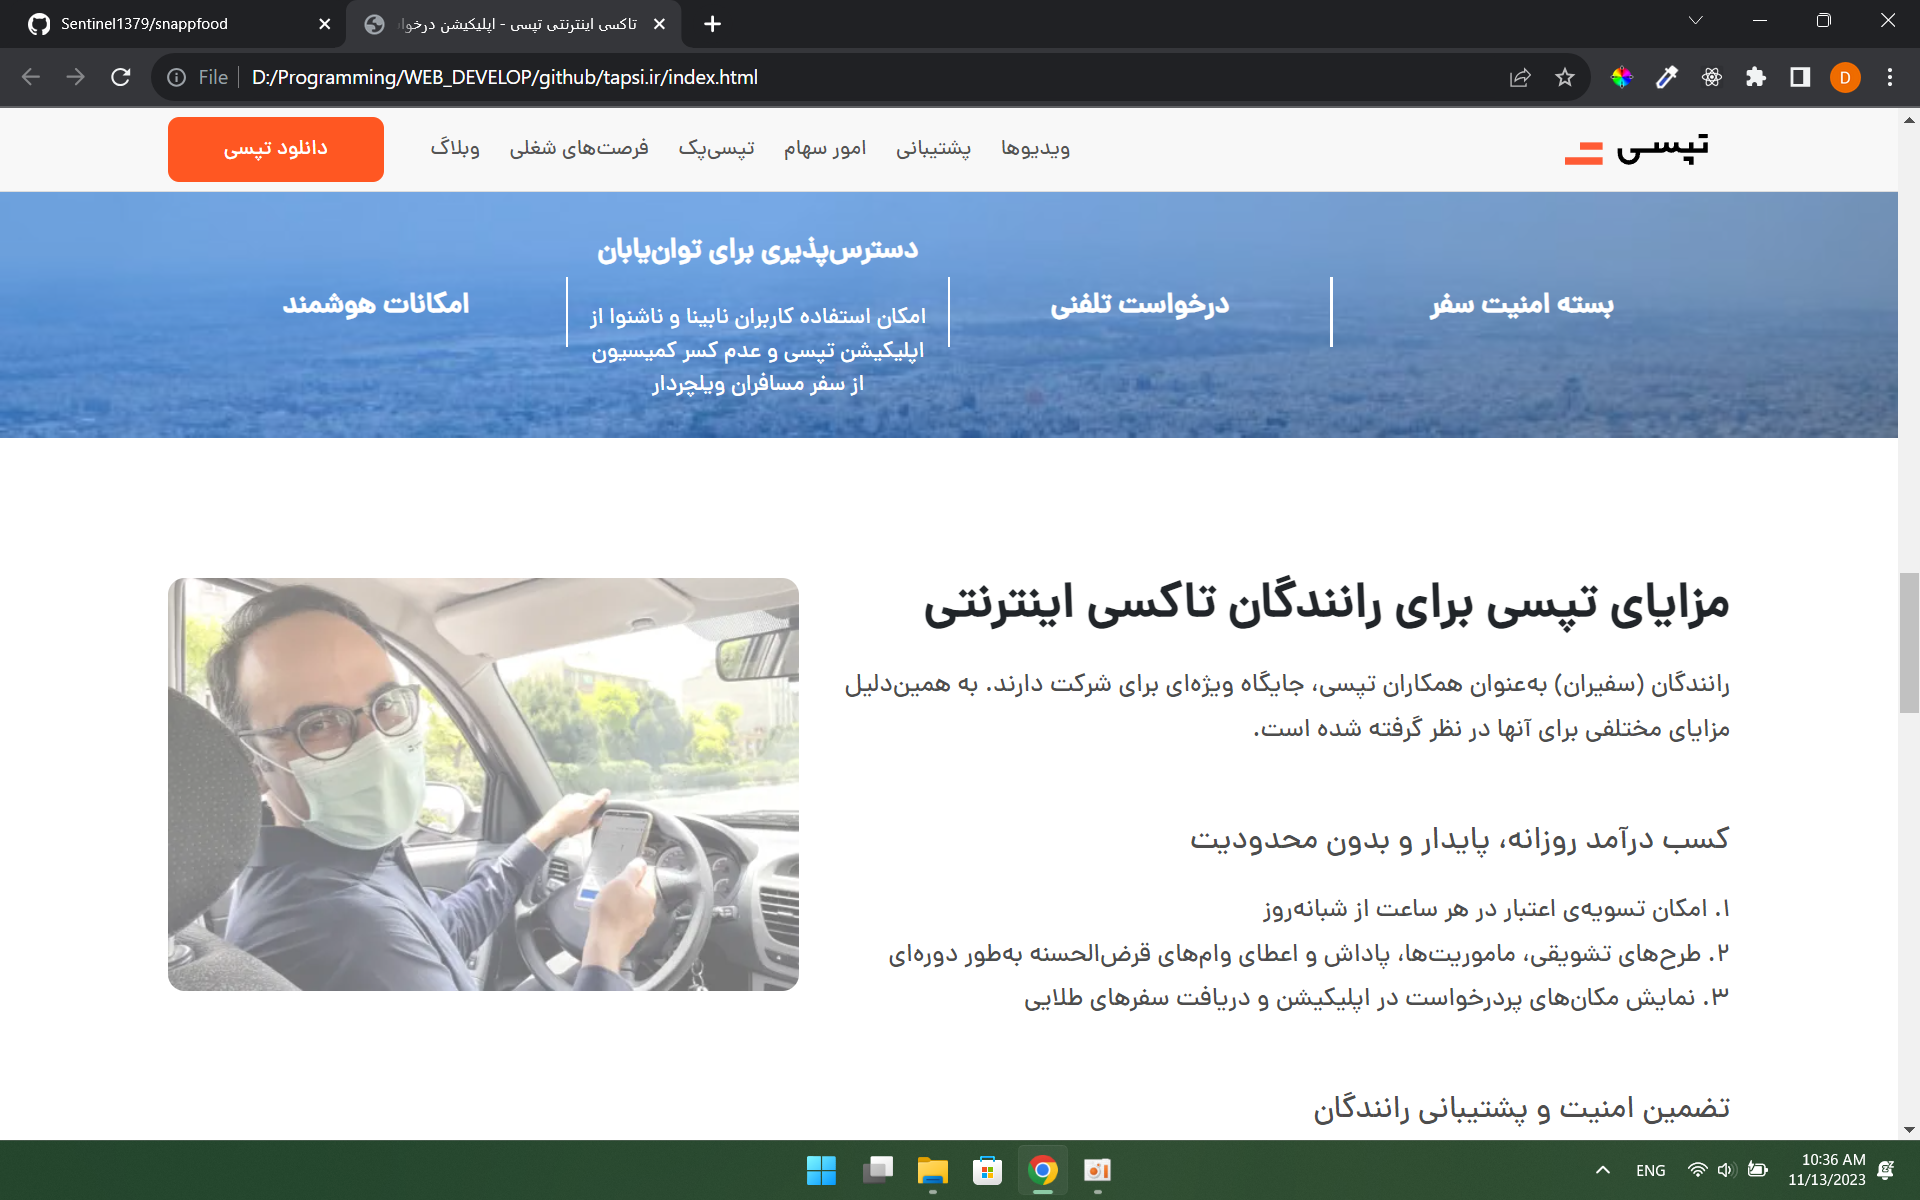 Sentinel1379/snappfood
تاکسی اینترنتی تپسی - اپلیکیشن درخوا
File
D:/Programming/WEB_DEVELOP/github/tapsi.ir/index.html
D
تپسی
ویدیوها
پشتیبانی
امور سهام
تپسی‌پک
فرصت‌های شغلی
وبلاگ
دانلود تپسی
بسته امنیت سفر
درخواست تلفنی
دسترس‌پذیری برای توان‌یابان
امکان استفاده کاربران نابینا و ناشنوا از
اپلیکیشن تپسی و عدم کسر کمیسیون
از سفر مسافران ویلچردار
امکانات هوشمند
مزایای تپسی برای رانندگان تاکسی اینترنتی
رانندگان (سفیران) به‌عنوان همکاران تپسی، جایگاه ویژه‌ای برای شرکت دارند. به همین‌دلیل
مزایای مختلفی برای آنها در نظر گرفته شده است.
کسب درآمد روزانه، پایدار و بدون محدودیت
۱. امکان تسویه‌ی اعتبار در هر ساعت از شبانه‌روز
۲. طرح‌های تشویقی، ماموریت‌ها، پاداش و اعطای وام‌های قرض‌الحسنه به‌طور دوره‌ای
۳. نمایش مکان‌های پردرخواست در اپلیکیشن و دریافت سفرهای طلایی
تضمین امنیت و پشتیبانی رانندگان
ENG
10:36 AM
11/13/2023